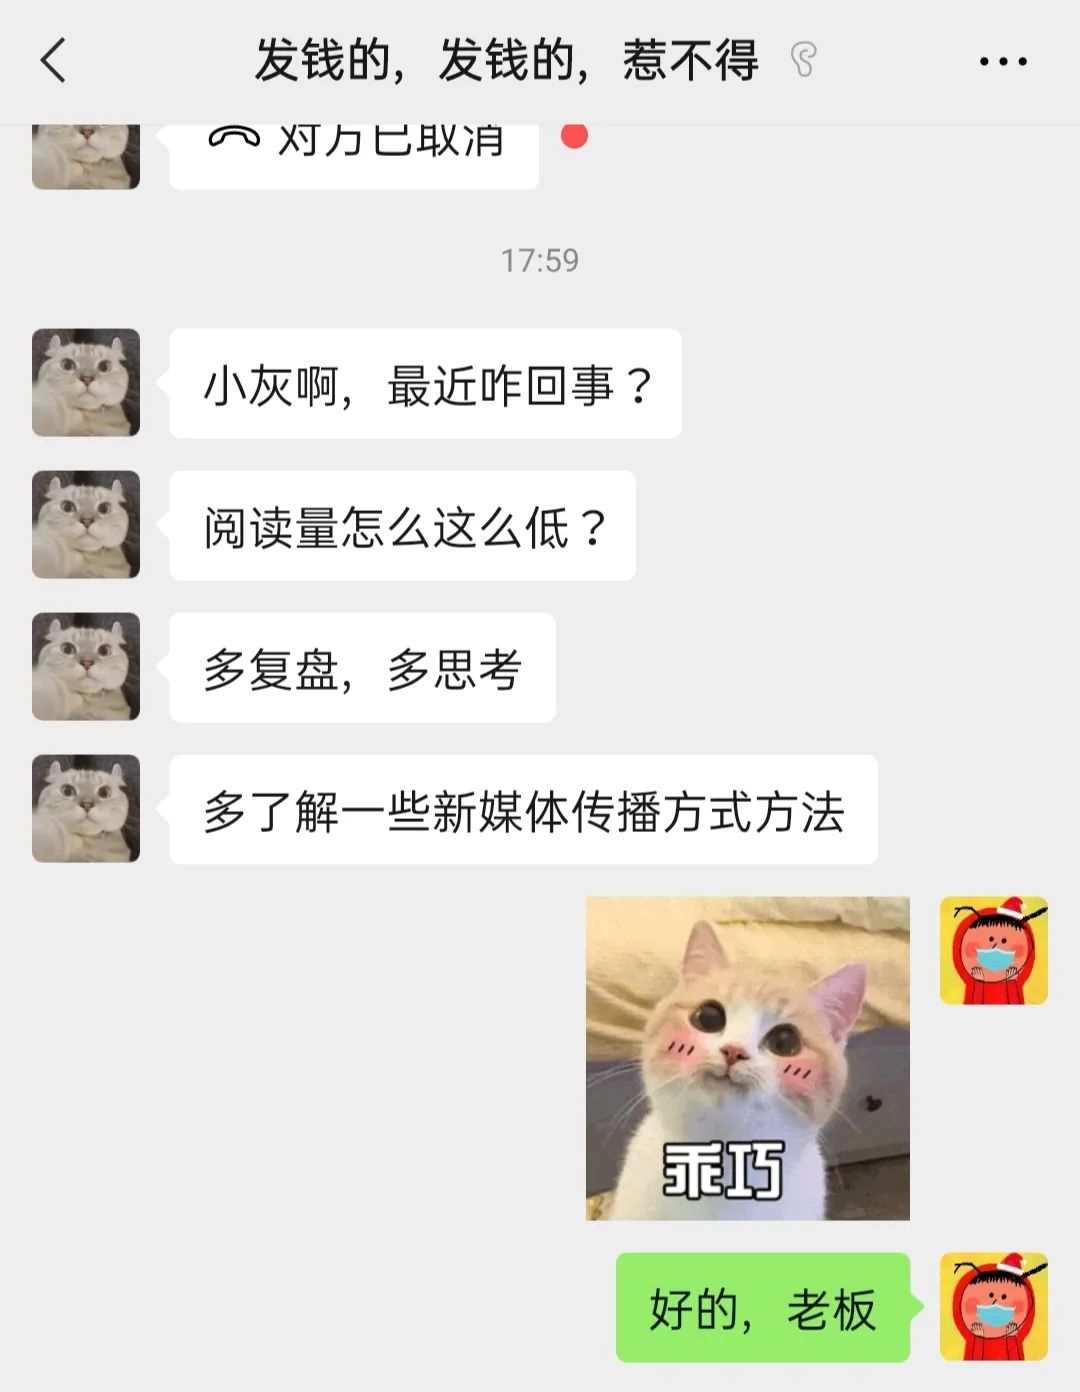 发钱的，发钱的，惹不得
对方已取消
17:59
小灰啊，最近咋回事？
阅读量怎么这么低？
多复盘，多思考
多了解一些新媒体传播方式方法
乖巧
好的，老板